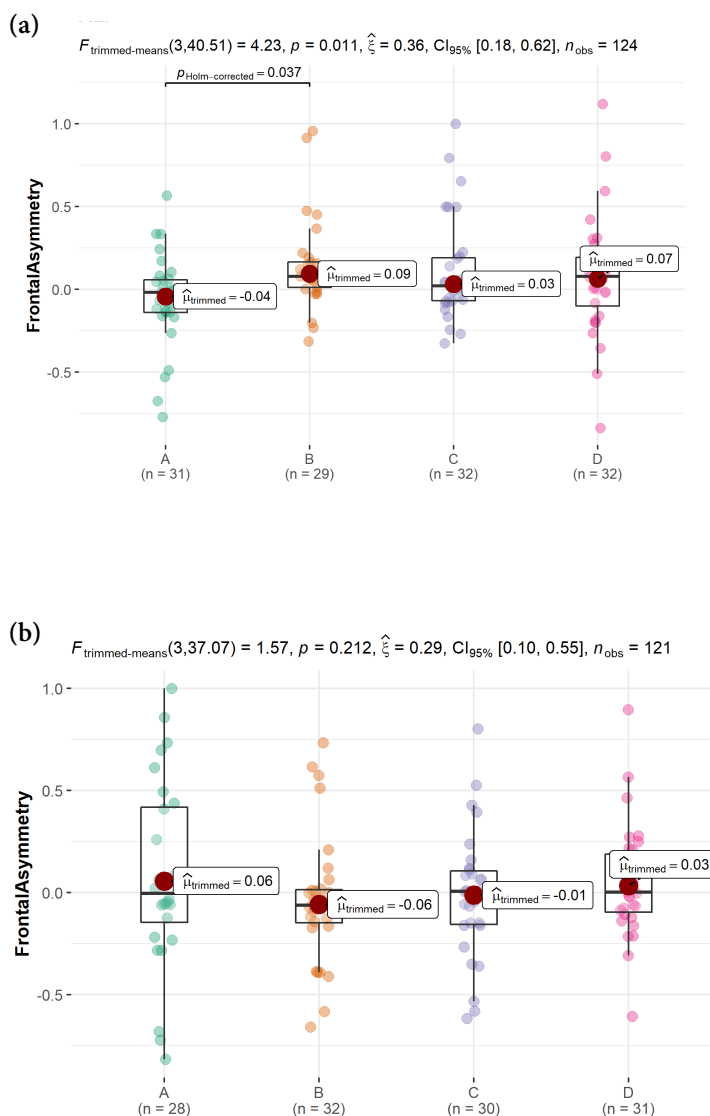 (a)
F_trimmed-means(3,40.51) = 4.23, p = 0.011, ξ̂ = 0.36, CI_95% [0.18, 0.62], n_obs = 124
p_Holm−corrected = 0.037
1.0
0.5
0.0
-0.5
FrontalAsymmetry
μ̂_trimmed = -0.04
μ̂_trimmed = 0.09
μ̂_trimmed = 0.03
μ̂_trimmed = 0.07
A B C D
(n = 31) (n = 29) (n = 32) (n = 32)
(b)
F_trimmed-means(3,37.07) = 1.57, p = 0.212, ξ̂ = 0.29, CI_95% [0.10, 0.55], n_obs = 121
1.0
0.5
0.0
-0.5
FrontalAsymmetry
μ̂_trimmed = 0.06
μ̂_trimmed = -0.06
μ̂_trimmed = -0.01
μ̂_trimmed = 0.03
A B C D
(n = 28) (n = 32) (n = 30) (n = 31)